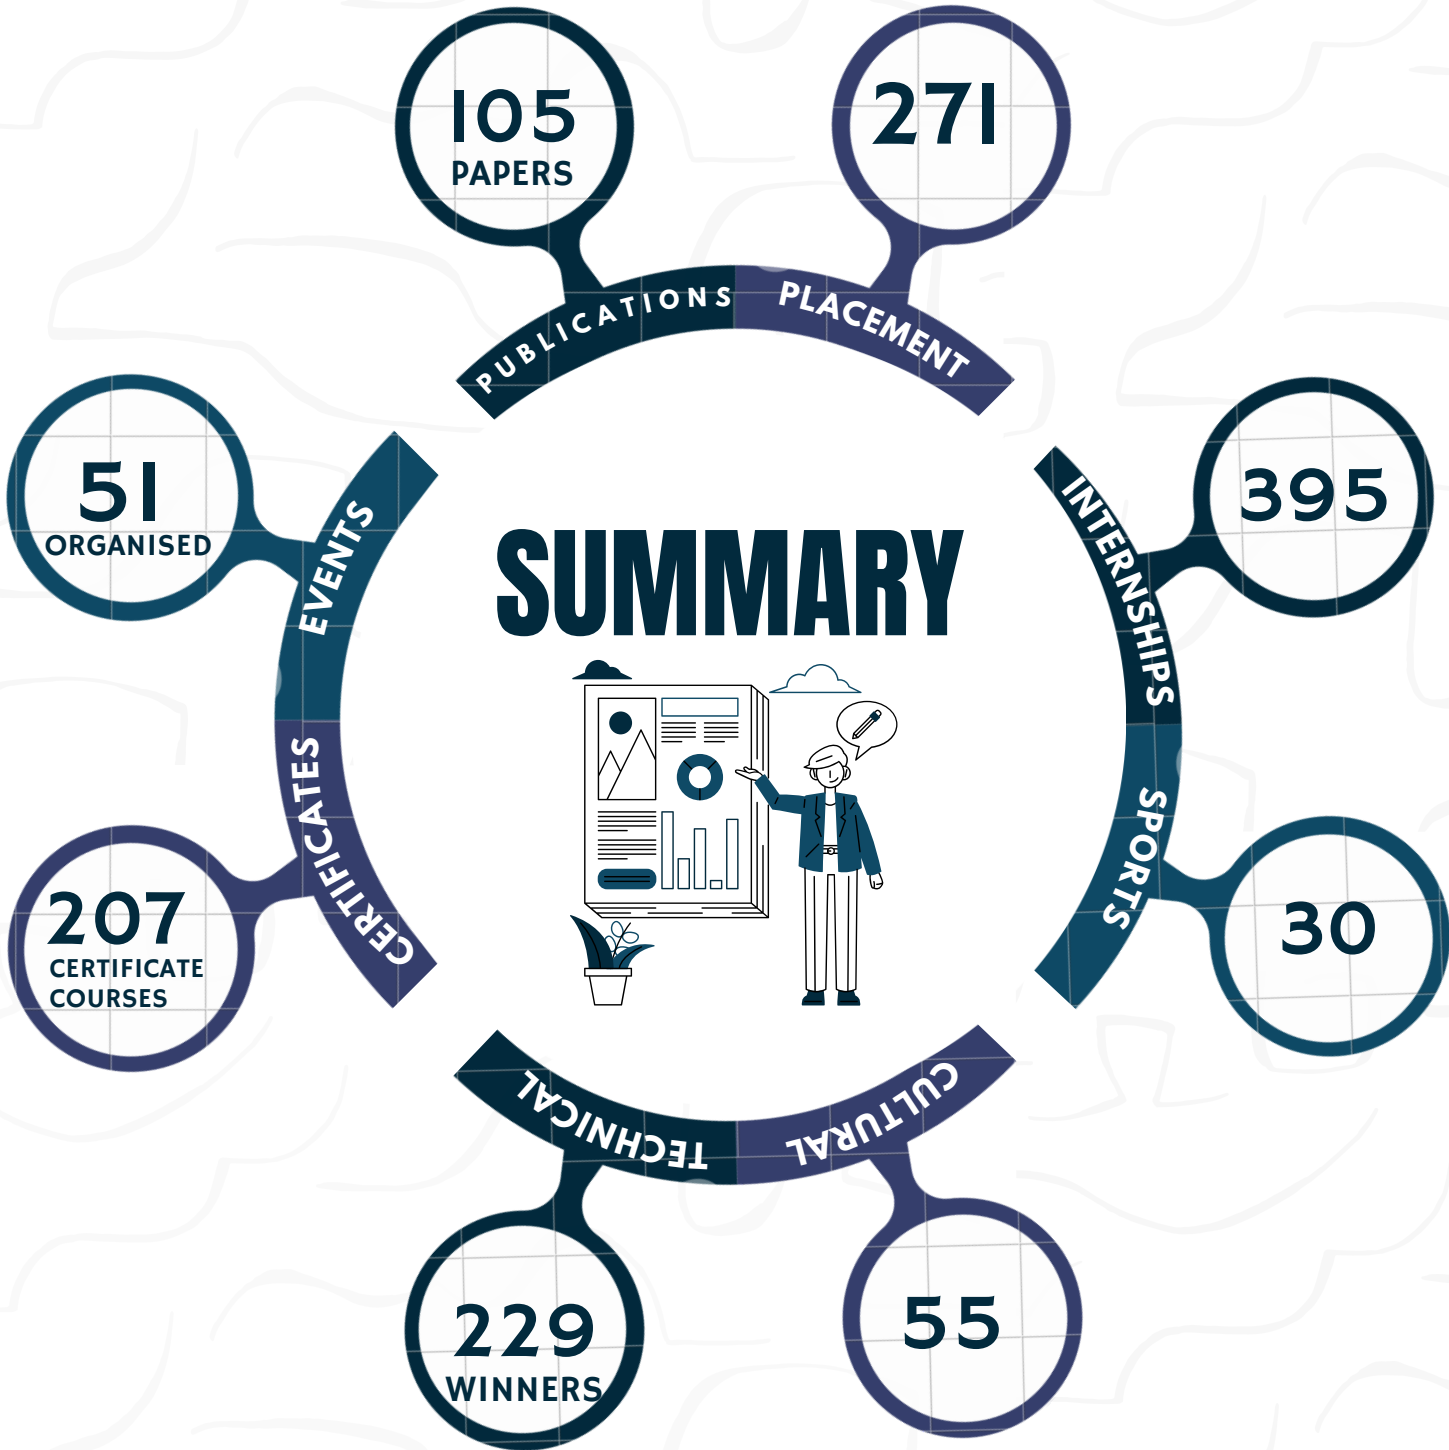 105
PAPERS
PUBLICATIONS
271
PLACEMENT
395
INTERNSHIPS
30
SPORTS
55
CULTURAL
229
WINNERS
TECHNICAL
207
CERTIFICATE
COURSES
CERTIFICATES
51
ORGANISED
EVENTS
SUMMARY